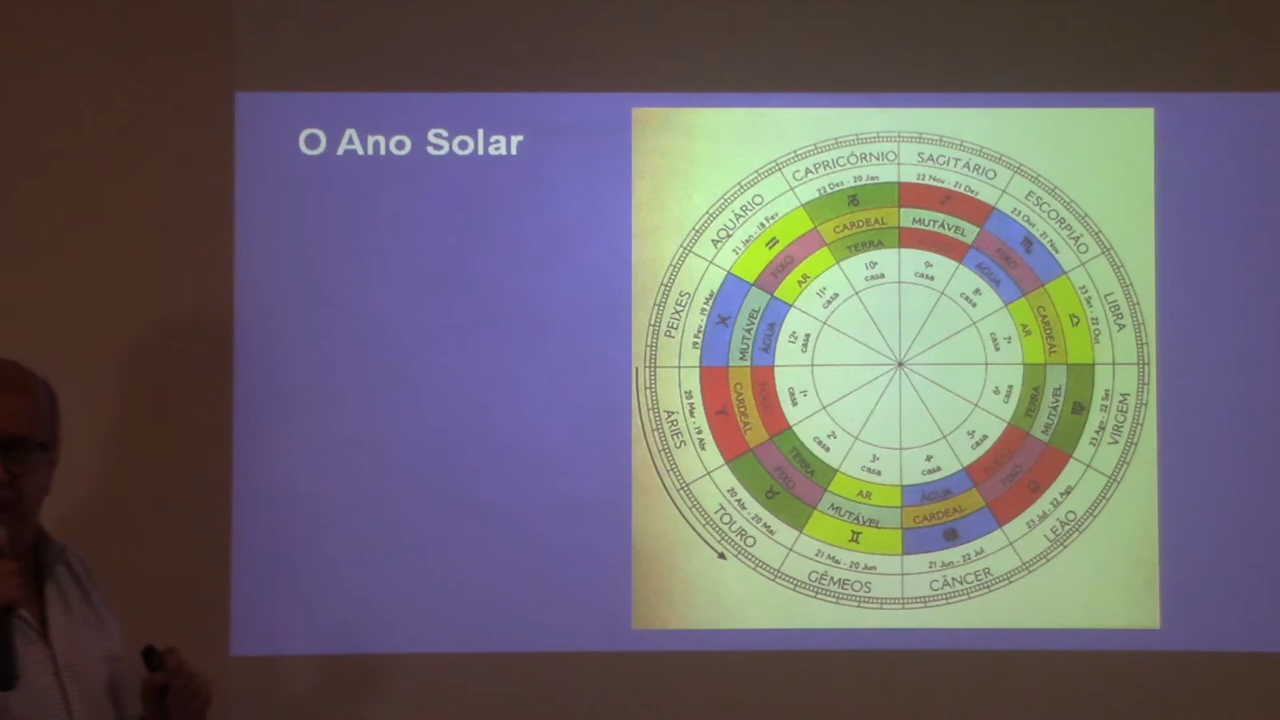 O Ano Solar
CAPRICÓRNIO
22 Dez - 20 Jan
CARDEAL
TERRA
10ª
casa
SAGITÁRIO
22 Nov - 21 Dez
MUTÁVEL
9ª
casa
ESCORPIÃO
23 Out - 21 Nov
FIXO
ÁGUA
8ª
casa
LIBRA
23 Set - 22 Out
CARDEAL
AR
7ª
casa
VIRGEM
23 Ago - 22 Set
MUTÁVEL
TERRA
6ª
casa
LEÃO
23 Jul - 22 Ago
FIXO
FOGO
5ª
casa
CÂNCER
21 Jun - 22 Jul
CARDEAL
ÁGUA
4ª
casa
GÊMEOS
21 Mai - 20 Jun
MUTÁVEL
AR
3ª
casa
TOURO
20 Abr - 20 Mai
FIXO
TERRA
2ª
casa
ÁRIES
20 Mar - 19 Abr
CARDEAL
FOGO
1ª
casa
PEIXES
19 Fev - 19 Mar
MUTÁVEL
ÁGUA
12ª
casa
AQUÁRIO
21 Jan - 18 Fev
FIXO
AR
11ª
casa